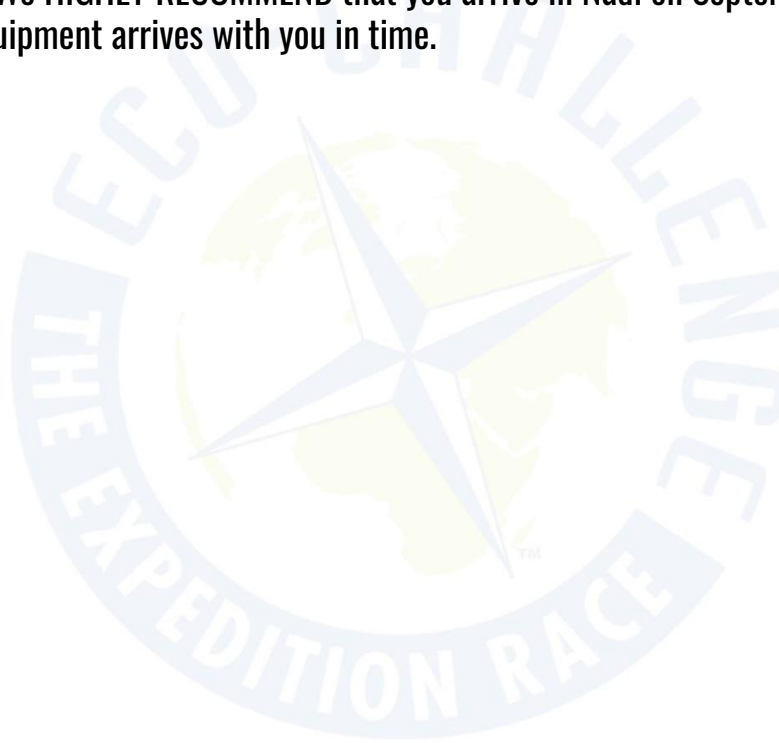 We HIGHLY RECOMMEND that you arrive in Nadi on Septem
uipment arrives with you in time.
ECO CHALLENGE
THE EXPEDITION RACE
TM